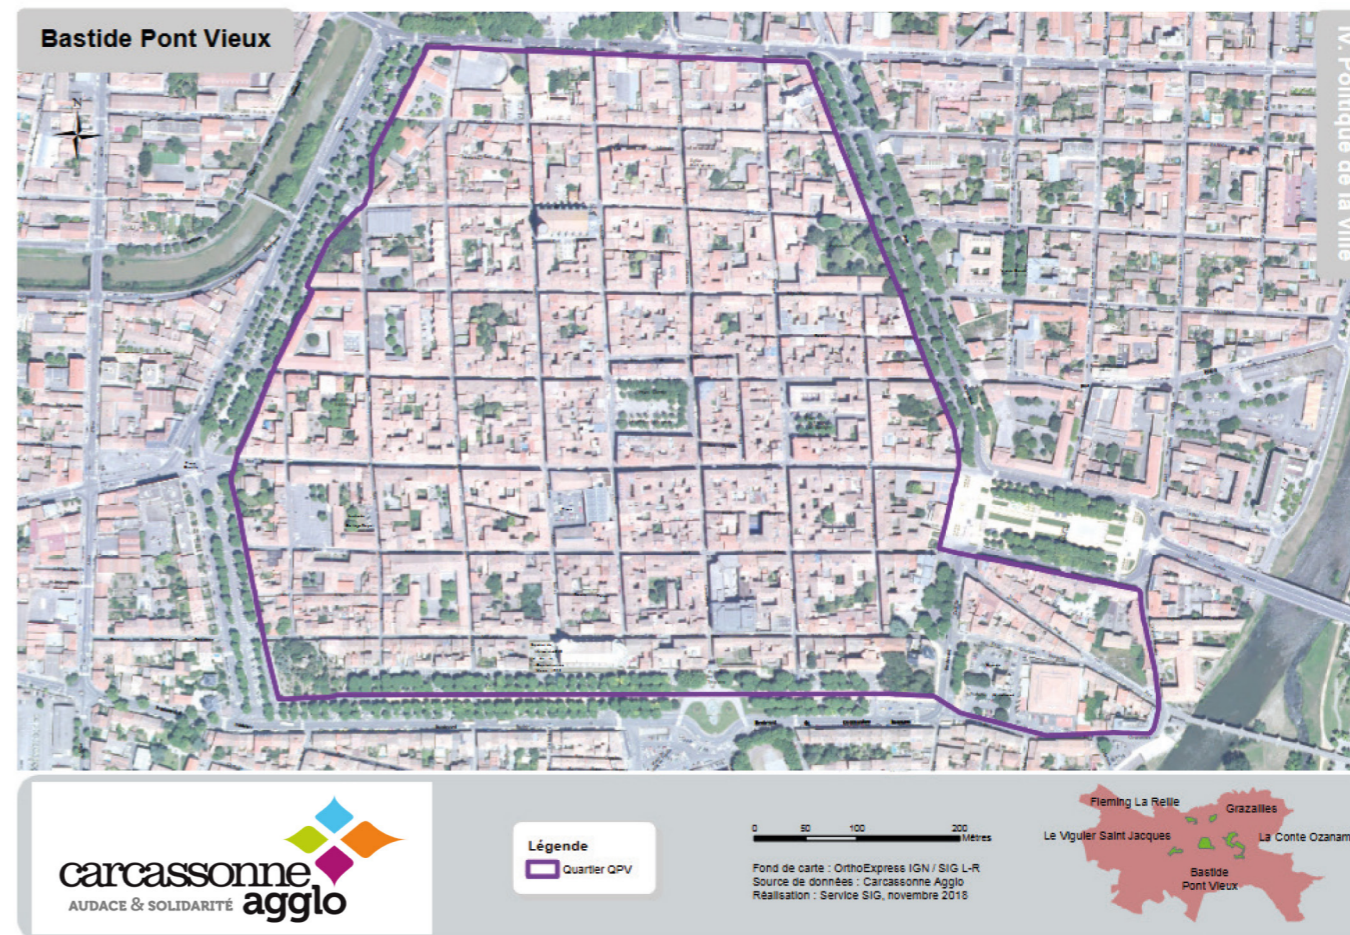 Bastide Pont Vieux
IV. Politique de la ville
N
carcassonne
agglo
AUDACE & SOLIDARITÉ
Légende
Quartier QPV
0 50 100 200
Mètres
Fond de carte : OrthoExpress IGN / SIG L-R
Source de données : Carcassonne Agglo
Réalisation : Service SIG, novembre 2018
Fleming La Reille
Grazailles
Le Viguier Saint Jacques
La Conte Ozanam
Bastide
Pont Vieux